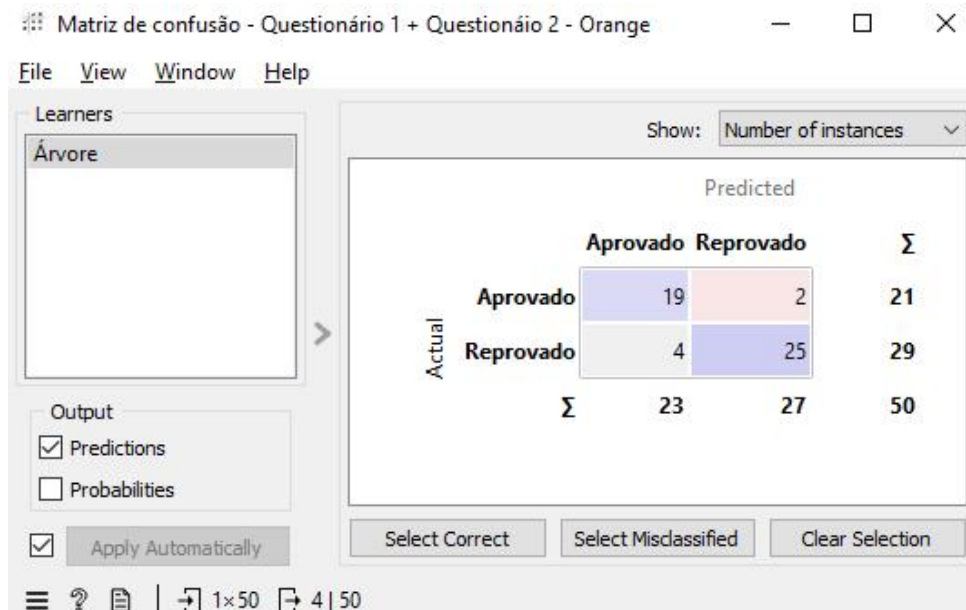 Matriz de confusão - Questionário 1 + Questionáio 2 - Orange
File View Window Help
Learners
Árvore
Output
Predictions
Probabilities
Apply Automatically
Show: Number of instances
Predicted
Aprovado Reprovado Σ
Actual
Aprovado 19 2 21
Reprovado 4 25 29
Σ 23 27 50
Select Correct Select Misclassified Clear Selection
? 1×50 4 | 50